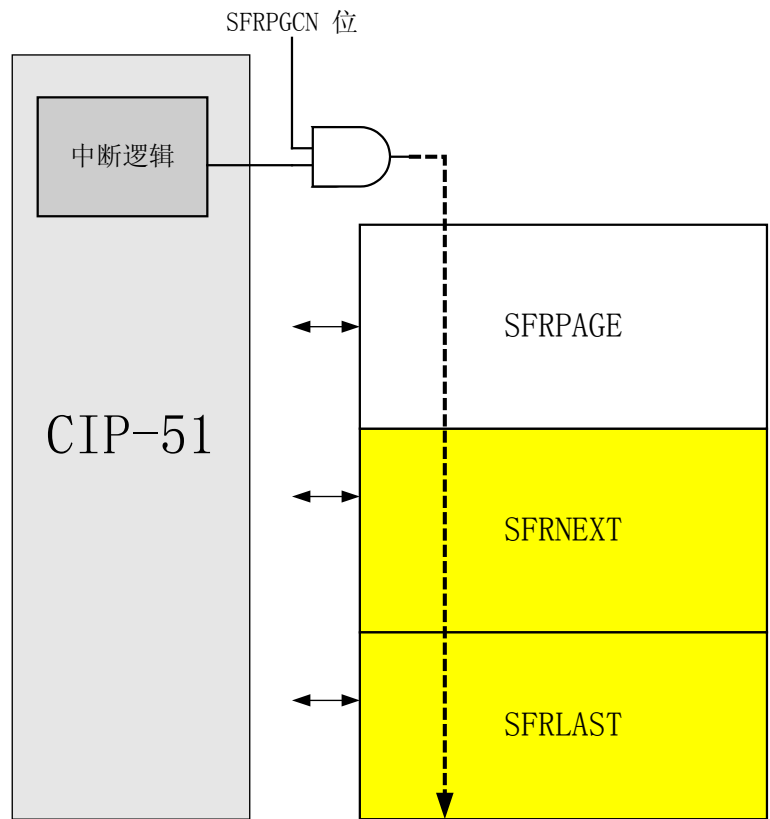 SFRPGCN 位
中断逻辑
SFRPAGE
CIP-51
SFRNEXT
SFRLAST